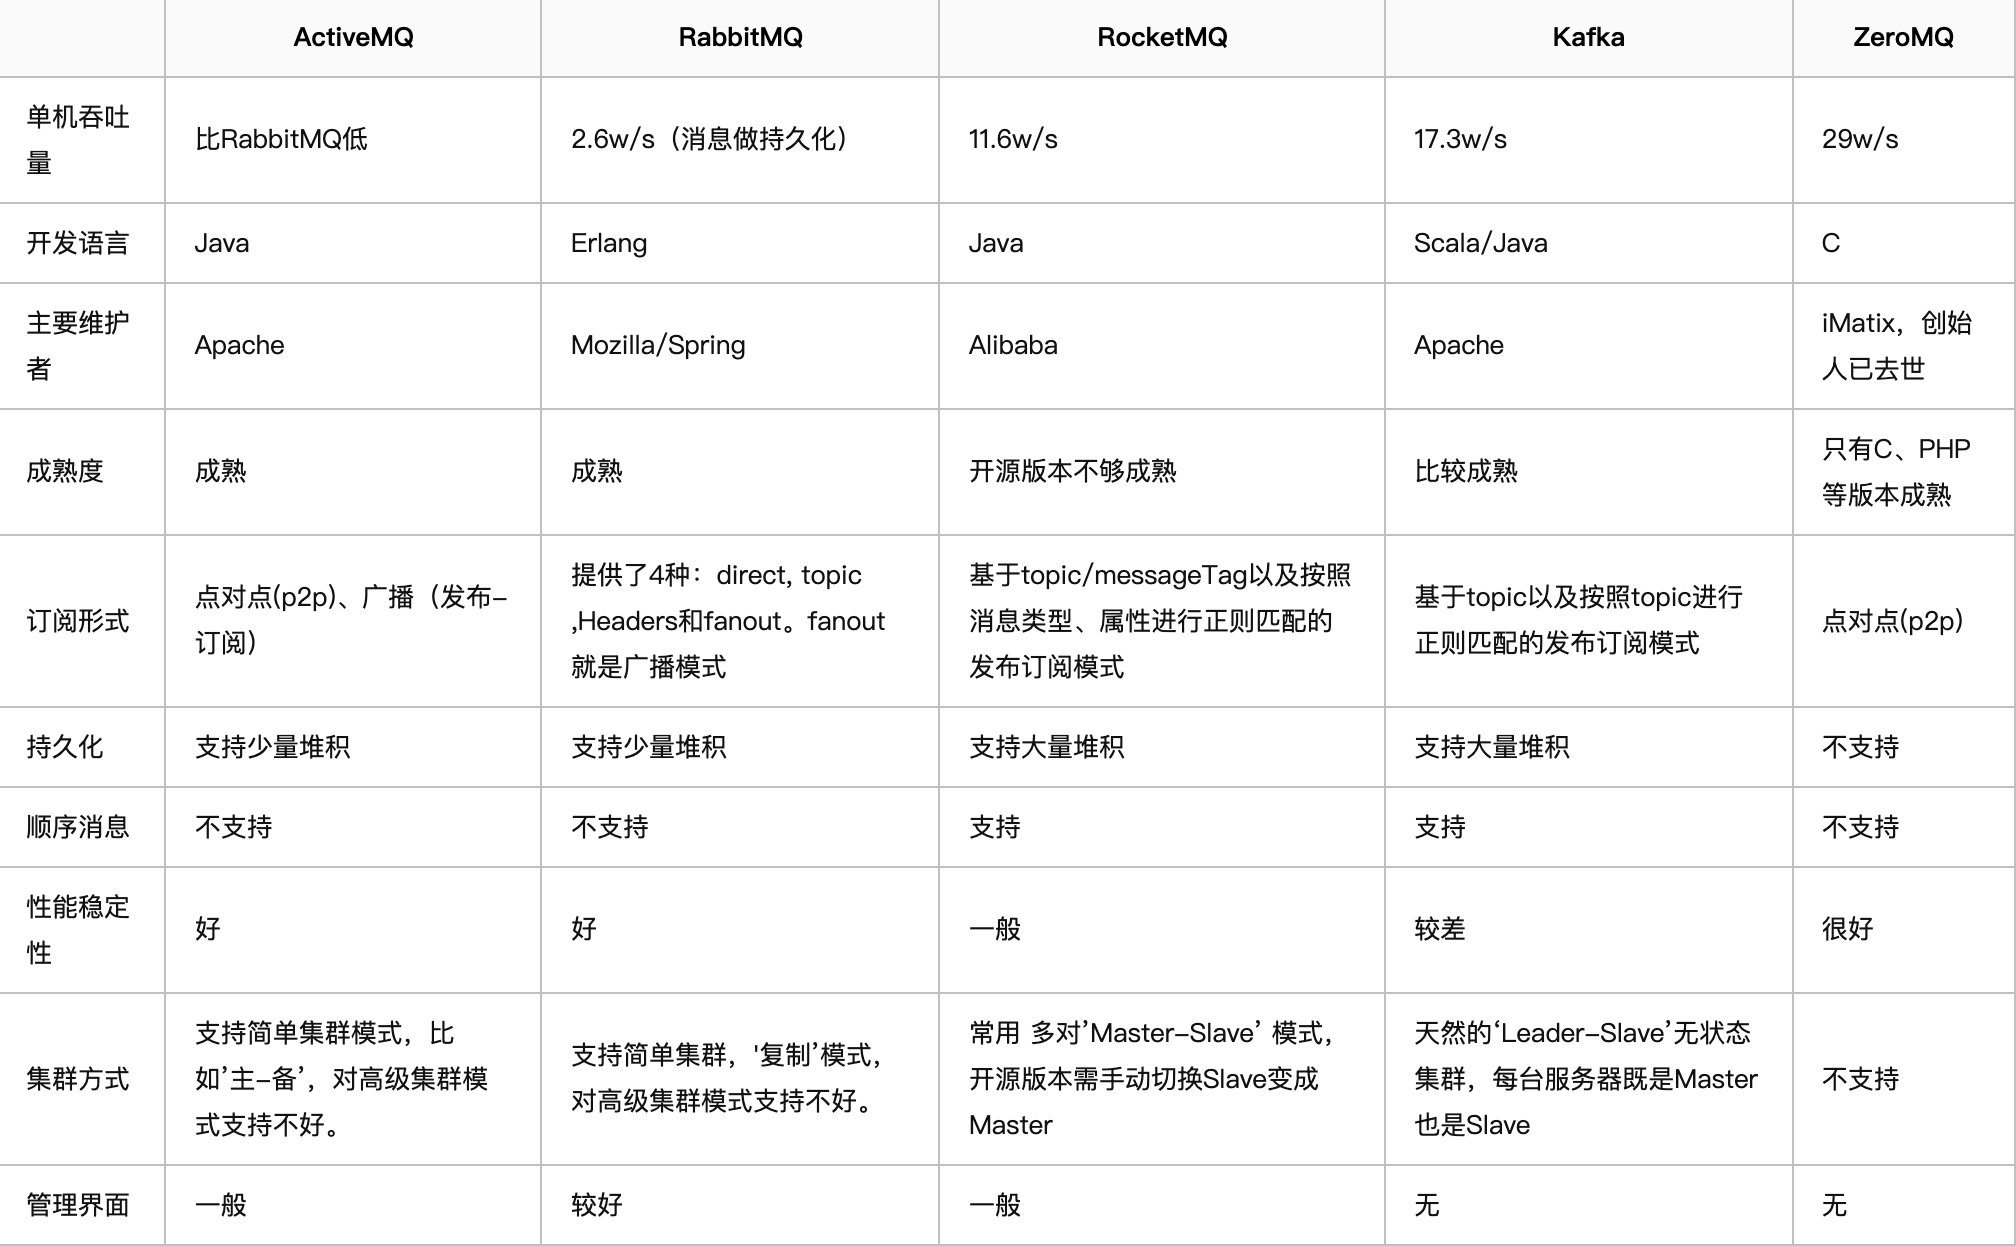 ActiveMQ
RabbitMQ
RocketMQ
Kafka
ZeroMQ
单机吞吐
量
比RabbitMQ低
2.6w/s（消息做持久化）
11.6w/s
17.3w/s
29w/s
开发语言
Java
Erlang
Java
Scala/Java
C
主要维护
者
Apache
Mozilla/Spring
Alibaba
Apache
iMatix，创始
人已去世
成熟度
成熟
成熟
开源版本不够成熟
比较成熟
只有C、PHP
等版本成熟
订阅形式
点对点(p2p)、广播（发布-
订阅）
提供了4种：direct, topic
,Headers和fanout。fanout
就是广播模式
基于topic/messageTag以及按照
消息类型、属性进行正则匹配的
发布订阅模式
基于topic以及按照topic进行
正则匹配的发布订阅模式
点对点(p2p)
持久化
支持少量堆积
支持少量堆积
支持大量堆积
支持大量堆积
不支持
顺序消息
不支持
不支持
支持
支持
不支持
性能稳定
性
好
好
一般
较差
很好
集群方式
支持简单集群模式，比
如’主-备’，对高级集群模
式支持不好。
支持简单集群，'复制’模式，
对高级集群模式支持不好。
常用 多对’Master-Slave’ 模式，
开源版本需手动切换Slave变成
Master
天然的‘Leader-Slave’无状态
集群，每台服务器既是Master
也是Slave
不支持
管理界面
一般
较好
一般
无
无